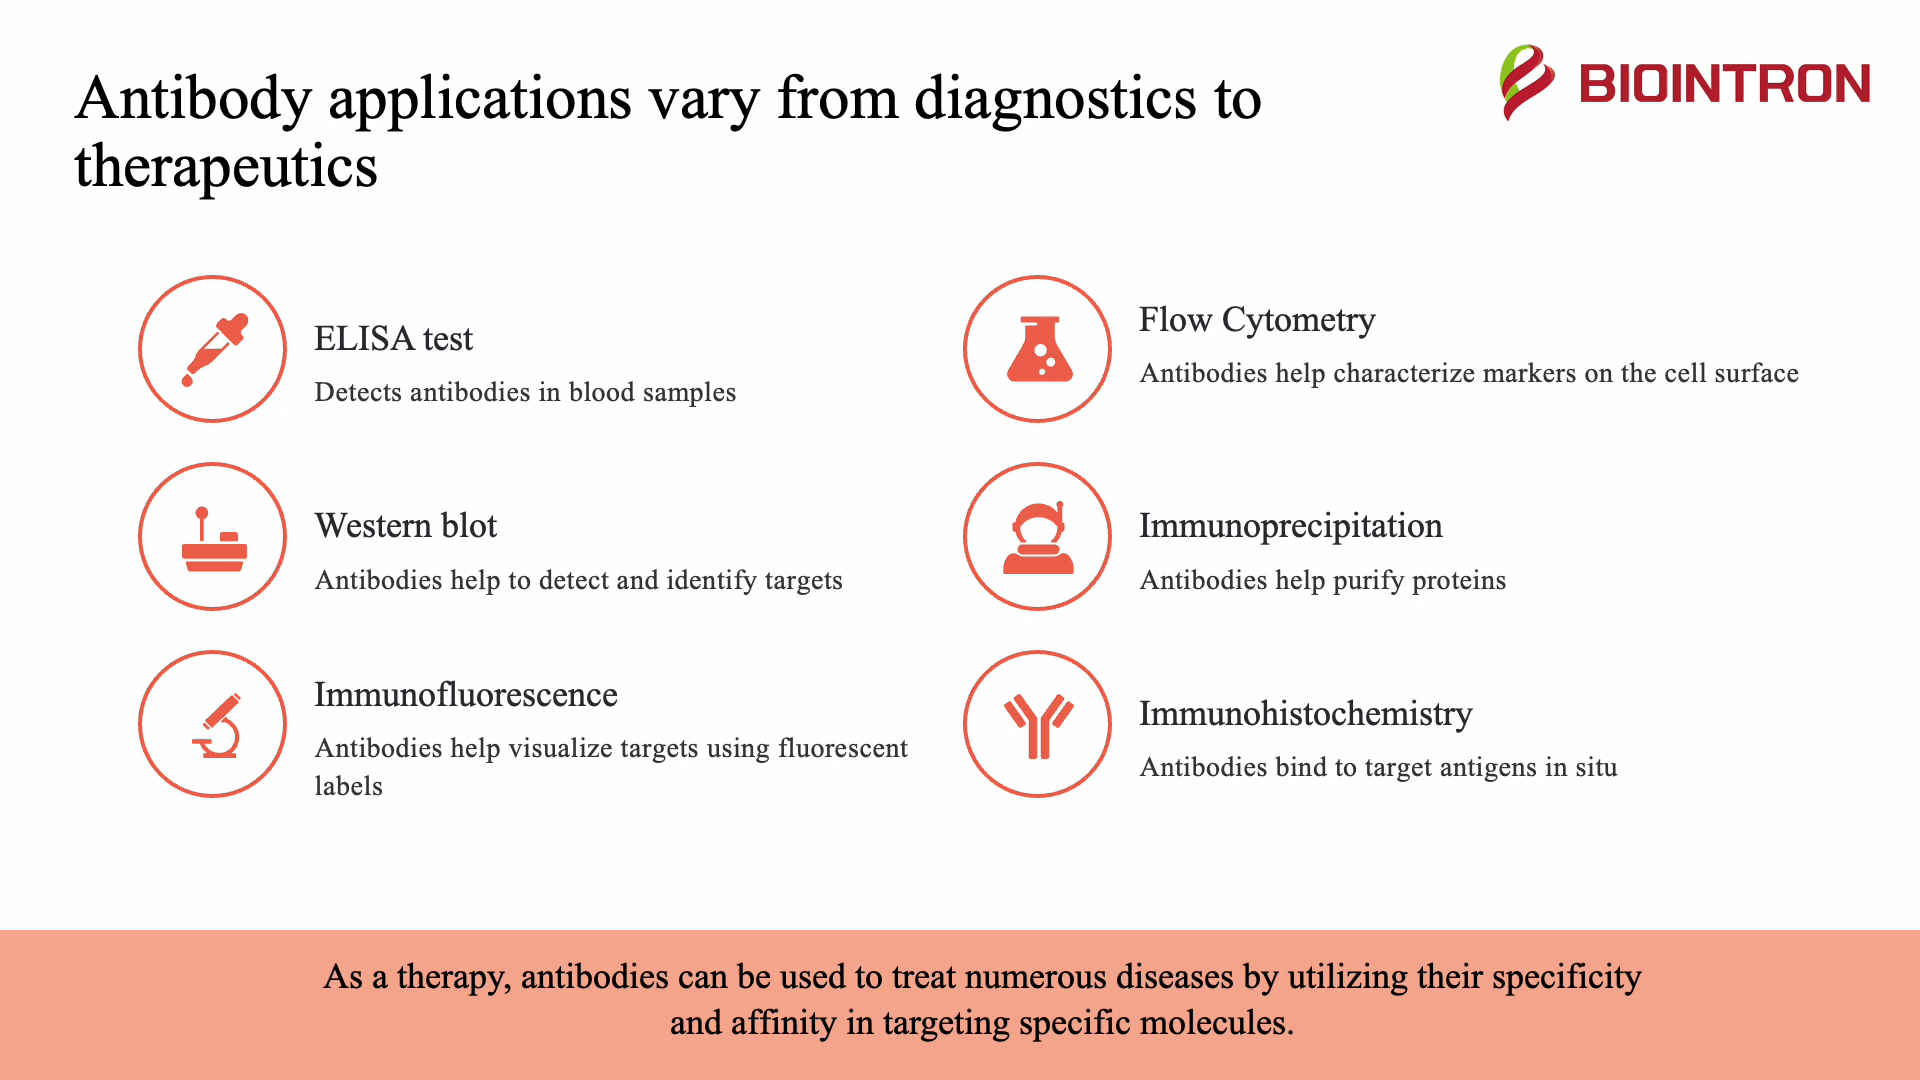 Antibody applications vary from diagnostics to
therapeutics
BIOINTRON
ELISA test
Detects antibodies in blood samples
Western blot
Antibodies help to detect and identify targets
Immunofluorescence
Antibodies help visualize targets using fluorescent
labels
Flow Cytometry
Antibodies help characterize markers on the cell surface
Immunoprecipitation
Antibodies help purify proteins
Immunohistochemistry
Antibodies bind to target antigens in situ
As a therapy, antibodies can be used to treat numerous diseases by utilizing their specificity
and affinity in targeting specific molecules.